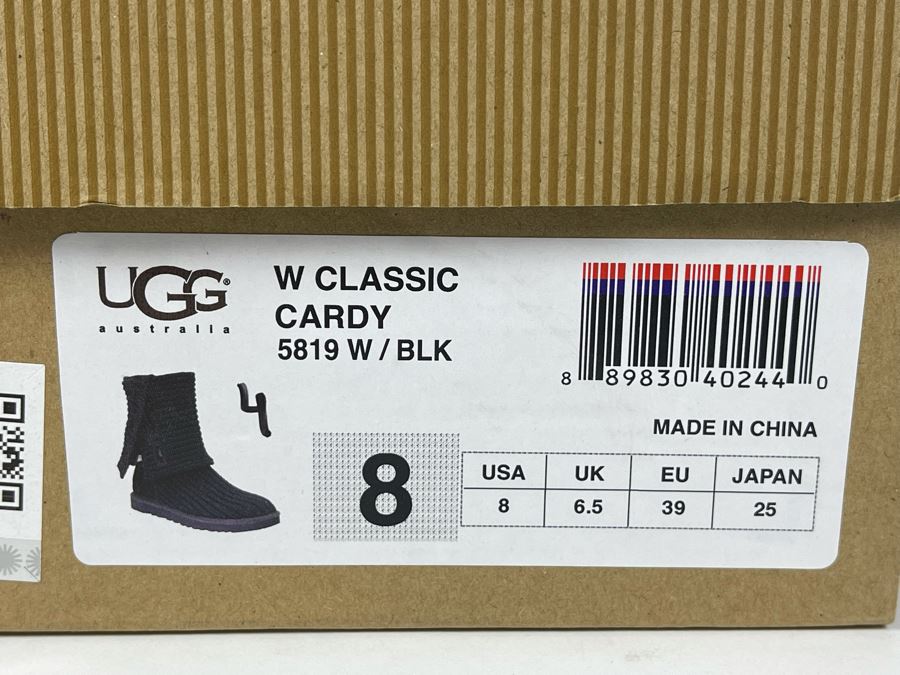 UGG®
australia
W CLASSIC
CARDY
5819 W / BLK
4
8 89830 40244 0
MADE IN CHINA
8
USA UK EU JAPAN
8 6.5 39 25